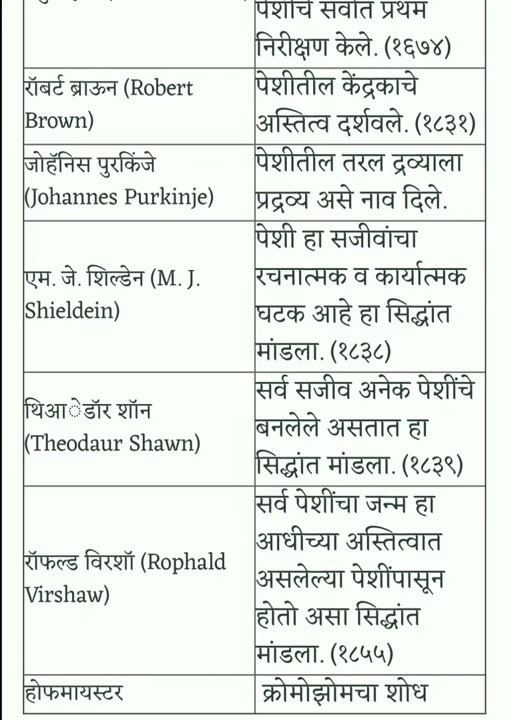 पेशीचे सर्वात प्रथम
निरीक्षण केले. (१६७४)
रॉबर्ट ब्राऊन (Robert
Brown)
पेशीतील केंद्रकाचे
अस्तित्व दर्शवले. (१८३१)
जोहॅनिस पुरकिंजे
(Johannes Purkinje)
पेशीतील तरल द्रव्याला
प्रद्रव्य असे नाव दिले.
एम. जे. शिल्डेन (M. J.
Shieldein)
पेशी हा सजीवांचा
रचनात्मक व कार्यात्मक
घटक आहे हा सिद्धांत
मांडला. (१८३८)
थिआेडॉर शॉन
(Theodaur Shawn)
सर्व सजीव अनेक पेशींचे
बनलेले असतात हा
सिद्धांत मांडला. (१८३९)
रॉफल्ड विरशॉ (Rophald
Virshaw)
सर्व पेशींचा जन्म हा
आधीच्या अस्तित्वात
असलेल्या पेशींपासून
होतो असा सिद्धांत
मांडला. (१८५५)
होफमायस्टर
क्रोमोझोमचा शोध